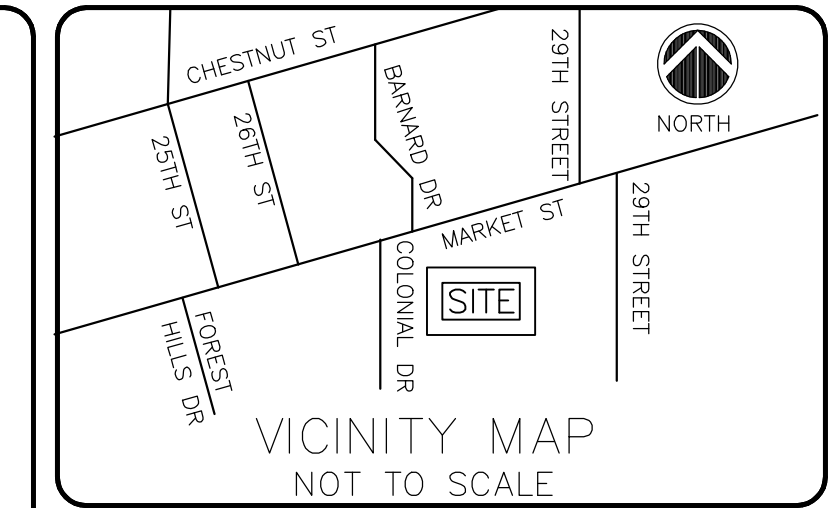 CHESTNUT ST
25TH ST
26TH ST
BARNARD DR
29TH STREET
NORTH
MARKET ST
29TH STREET
COLONIAL DR
SITE
FOREST
HILLS DR
VICINITY MAP
NOT TO SCALE